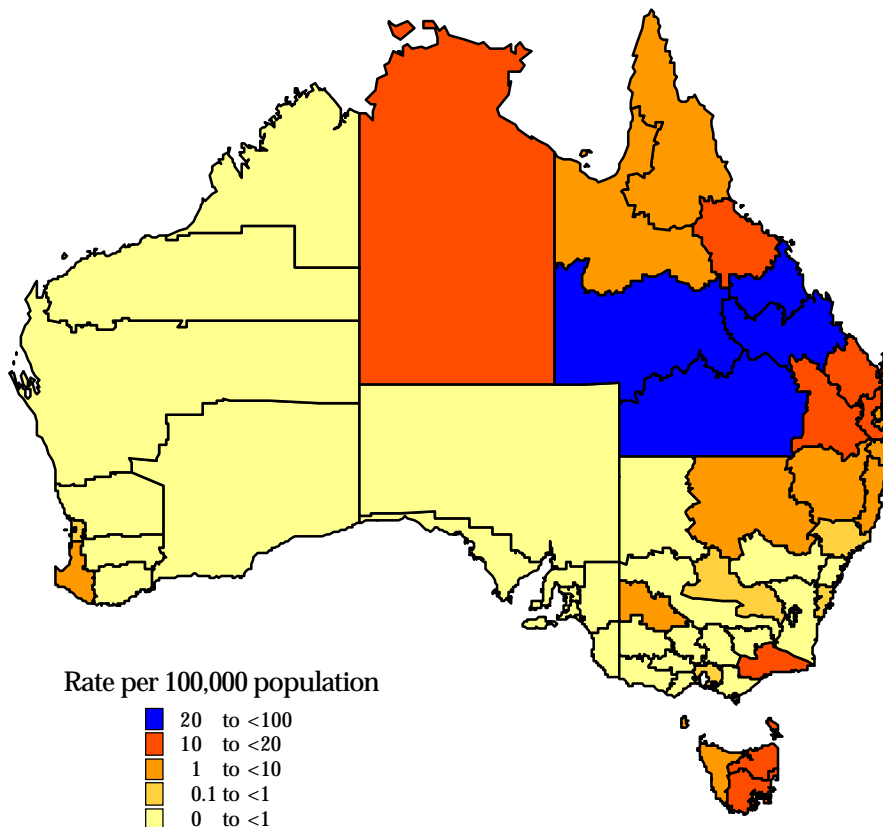 Rate per 100,000 population
20 to <100
10 to <20
1 to <10
0.1 to <1
0 to <1